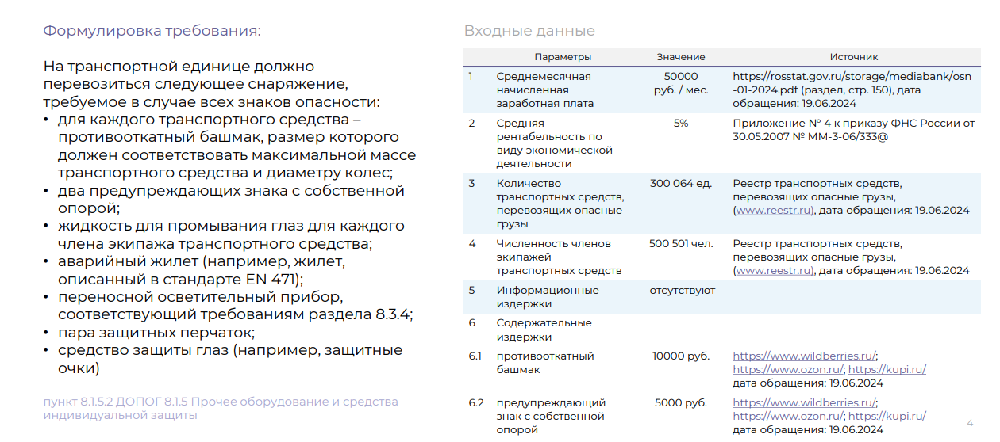 Формулировка требования:
На транспортной единице должно
перевозиться следующее снаряжение,
требуемое в случае всех знаков опасности:
• для каждого транспортного средства –
противооткатный башмак, размер которого
должен соответствовать максимальной массе
транспортного средства и диаметру колес;
• два предупреждающих знака с собственной
опорой;
• жидкость для промывания глаз для каждого
члена экипажа транспортного средства;
• аварийный жилет (например, жилет,
описанный в стандарте EN 471);
• переносной осветительный прибор,
соответствующий требованиям раздела 8.3.4;
• пара защитных перчаток;
• средство защиты глаз (например, защитные
очки)
пункт 8.1.5.2 ДОПОГ 8.1.5 Прочее оборудование и средства
индивидуальной защиты
Входные данные
Параметры Значение Источник
1 Среднемесячная 50000 https://rosstat.gov.ru/storage/mediabank/osn
начисленная руб. / мес. -01-2024.pdf (раздел, стр. 150), дата
заработная плата обращения: 19.06.2024
2 Средняя 5% Приложение № 4 к приказу ФНС России от
рентабельность по 30.05.2007 № ММ-3-06/333@
виду экономической
деятельности
3 Количество 300 064 ед. Реестр транспортных средств,
транспортных средств, перевозящих опасные грузы,
перевозящих опасные (www.reestr.ru), дата обращения: 19.06.2024
грузы
4 Численность членов 500 501 чел. Реестр транспортных средств,
экипажей перевозящих опасные грузы,
транспортных средств (www.reestr.ru), дата обращения: 19.06.2024
5 Информационные отсутствуют
издержки
6 Содержательные
издержки
6.1 противооткатный 10000 руб. https://www.wildberries.ru/;
башмак https://www.ozon.ru/; https://kupi.ru/
дата обращения: 19.06.2024
6.2 предупреждающий 5000 руб. https://www.wildberries.ru/;
знак с собственной https://www.ozon.ru/; https://kupi.ru/
опорой дата обращения: 19.06.2024
4